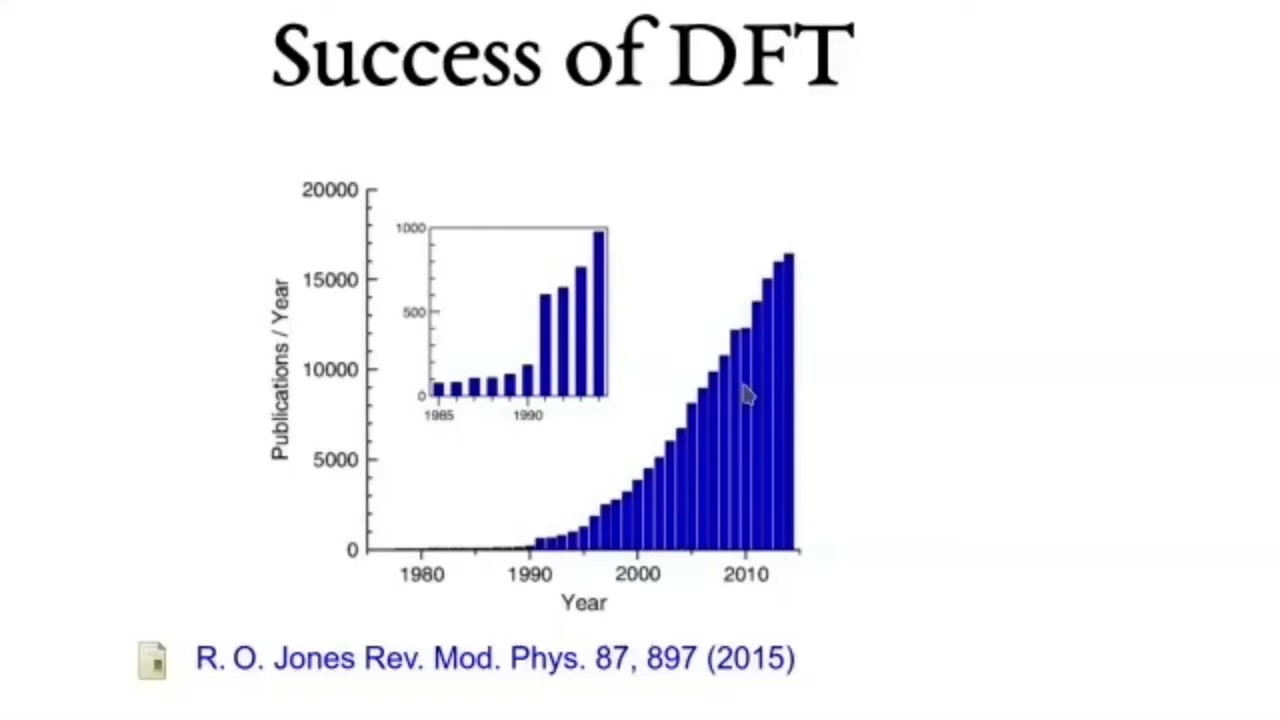 Success of DFT
20000
15000
10000
5000
0
Publications / Year
1000
500
0
1985 1990
1980 1990 2000 2010
Year
R. O. Jones Rev. Mod. Phys. 87, 897 (2015)